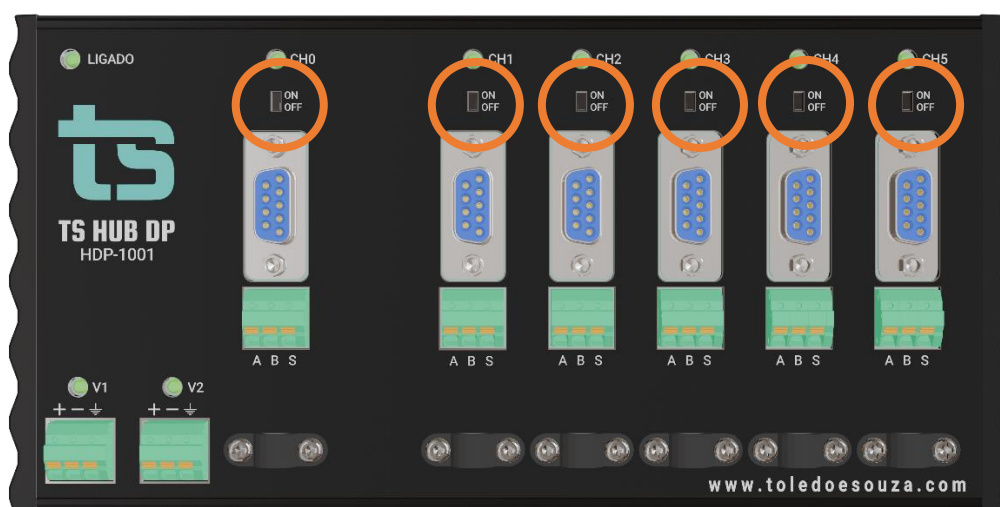 LIGADO
CH0
CH1
CH2
CH3
CH4
CH5
ON
OFF
ON
OFF
ON
OFF
ON
OFF
ON
OFF
ON
OFF
ts
TS HUB DP
HDP-1001
A B S
A B S
A B S
A B S
A B S
A B S
V1
V2
+ −
+ −
www.toledoesouza.com